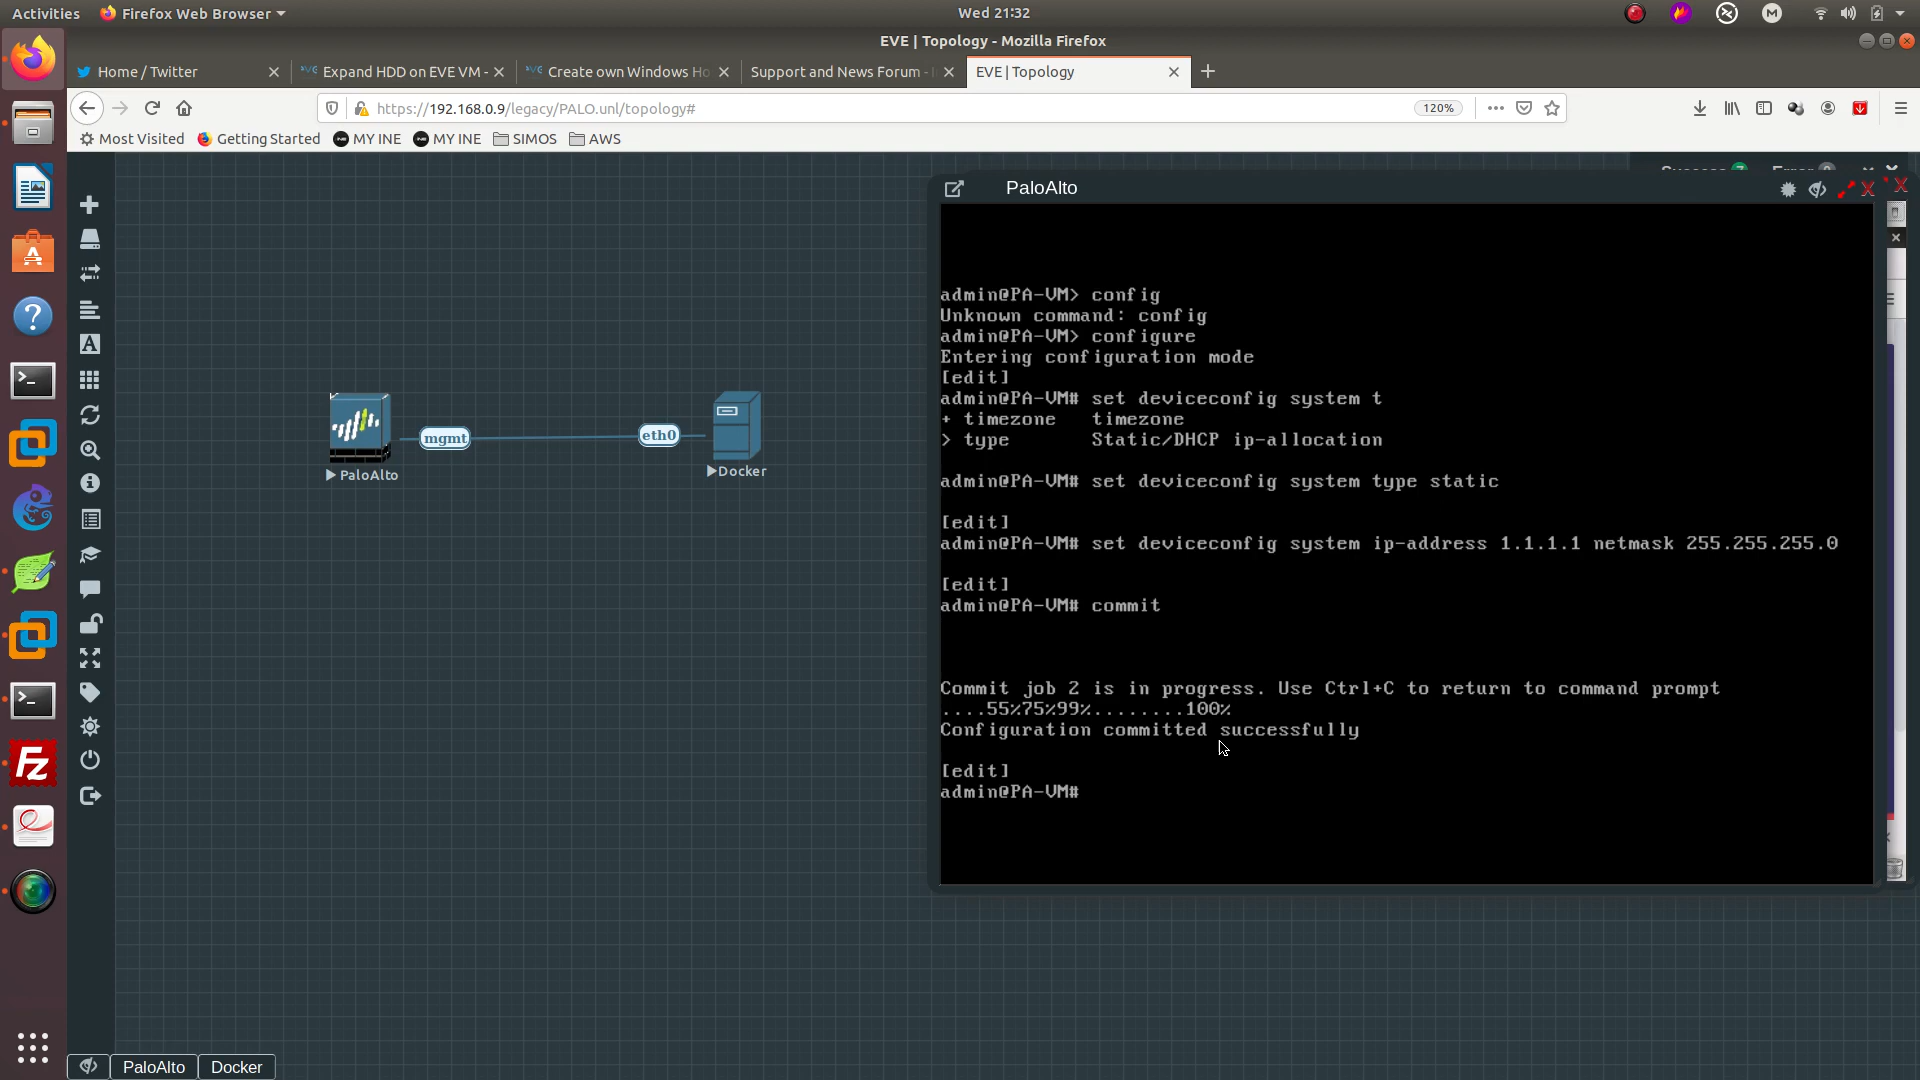 Activities
Firefox Web Browser
Wed 21:32
EVE | Topology - Mozilla Firefox
Home / Twitter
Expand HDD on EVE VM -
Create own Windows Ho
Support and News Forum -
EVE | Topology
https://192.168.0.9/legacy/PALO.unl/topology#
120%
Most Visited
Getting Started
MY INE
MY INE
SIMOS
AWS
PaloAlto
X
X
admin@PA-VM> config
Unknown command: config
admin@PA-VM> configure
Entering configuration mode
[edit]
admin@PA-VM# set deviceconfig system t
+ timezone timezone
> type Static/DHCP ip-allocation
admin@PA-VM# set deviceconfig system type static
[edit]
admin@PA-VM# set deviceconfig system ip-address 1.1.1.1 netmask 255.255.255.0
[edit]
admin@PA-VM# commit
Commit job 2 is in progress. Use Ctrl+C to return to command prompt
....55%75%99%........100%
Configuration committed successfully
[edit]
admin@PA-VM#
mgmt
eth0
PaloAlto
Docker
PaloAlto
Docker